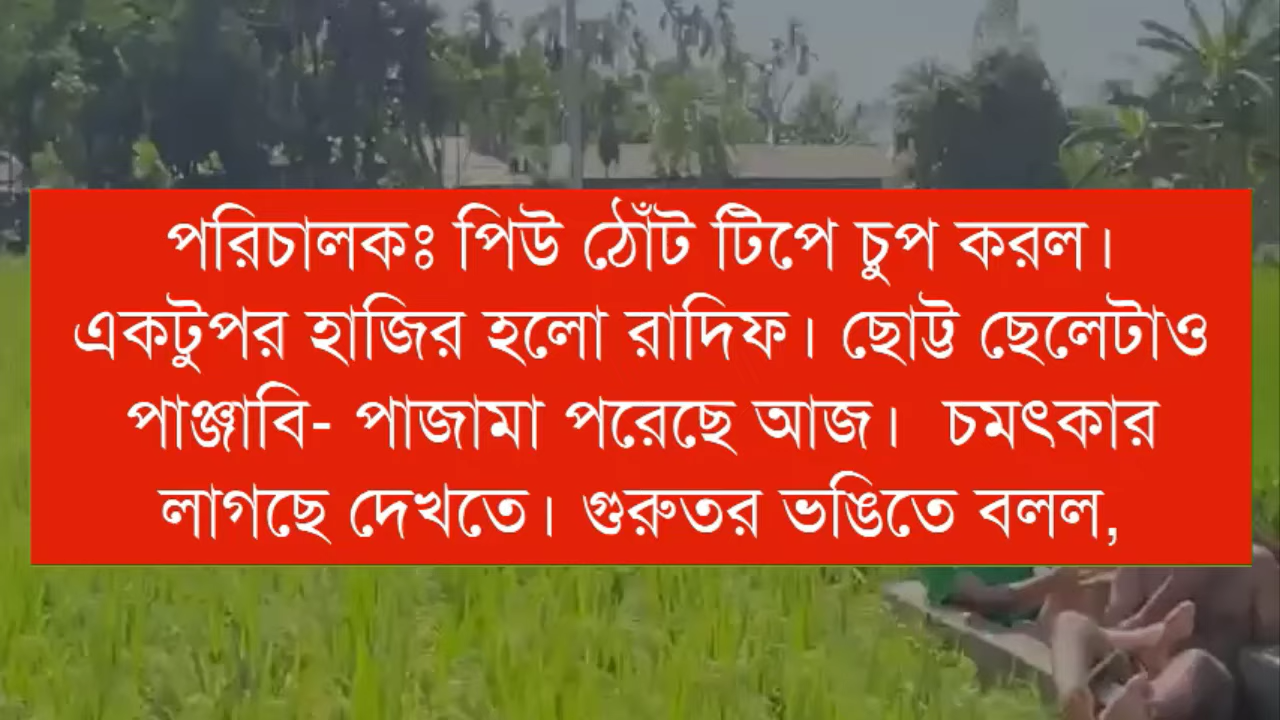 পরিচালকঃ পিউ ঠোঁট টিপে চুপ করল।
একটুপর হাজির হলো রাদিফ। ছোট্ট ছেলেটাও
পাঞ্জাবি- পাজামা পরেছে আজ। চমৎকার
লাগছে দেখতে। গুরুতর ভঙিতে বলল,